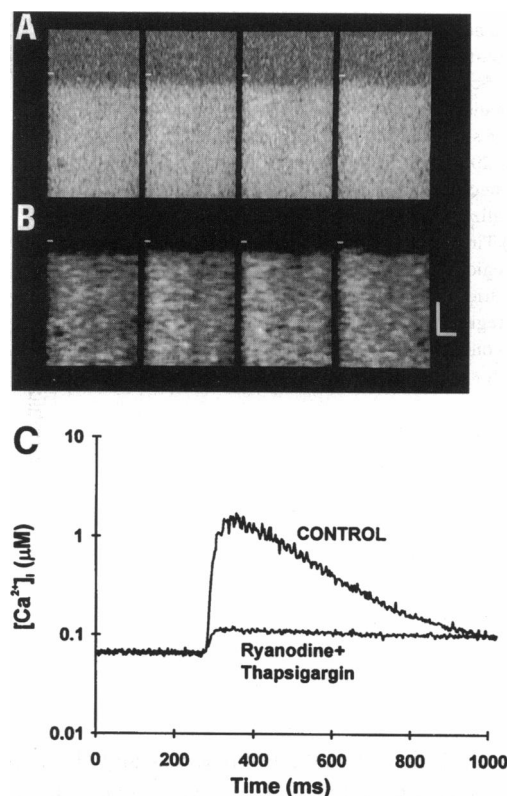 A
B
C
10
1
0.1
0.01
[Ca²⁺]ᵢ (μM)
CONTROL
Ryanodine+
Thapsigargin
0 200 400 600 800 1000
Time (ms)